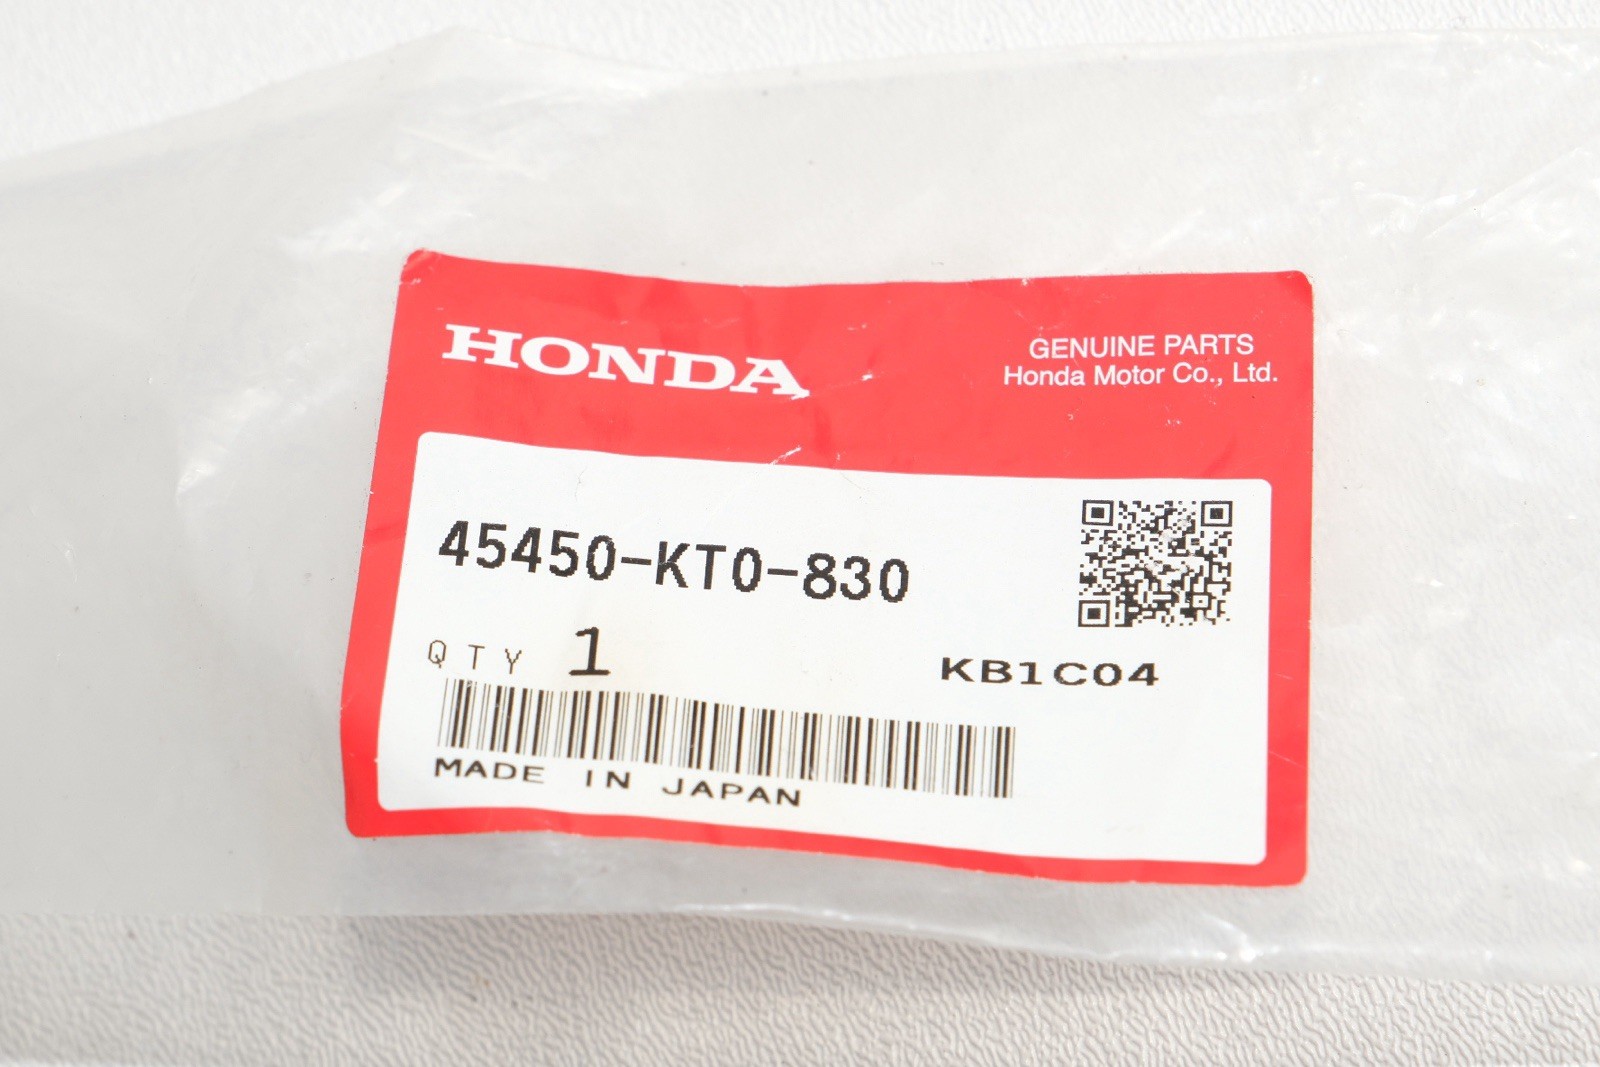 HONDA
GENUINE PARTS
Honda Motor Co., Ltd.
45450-KT0-830
QTY 1
KB1C04
MADE IN JAPAN